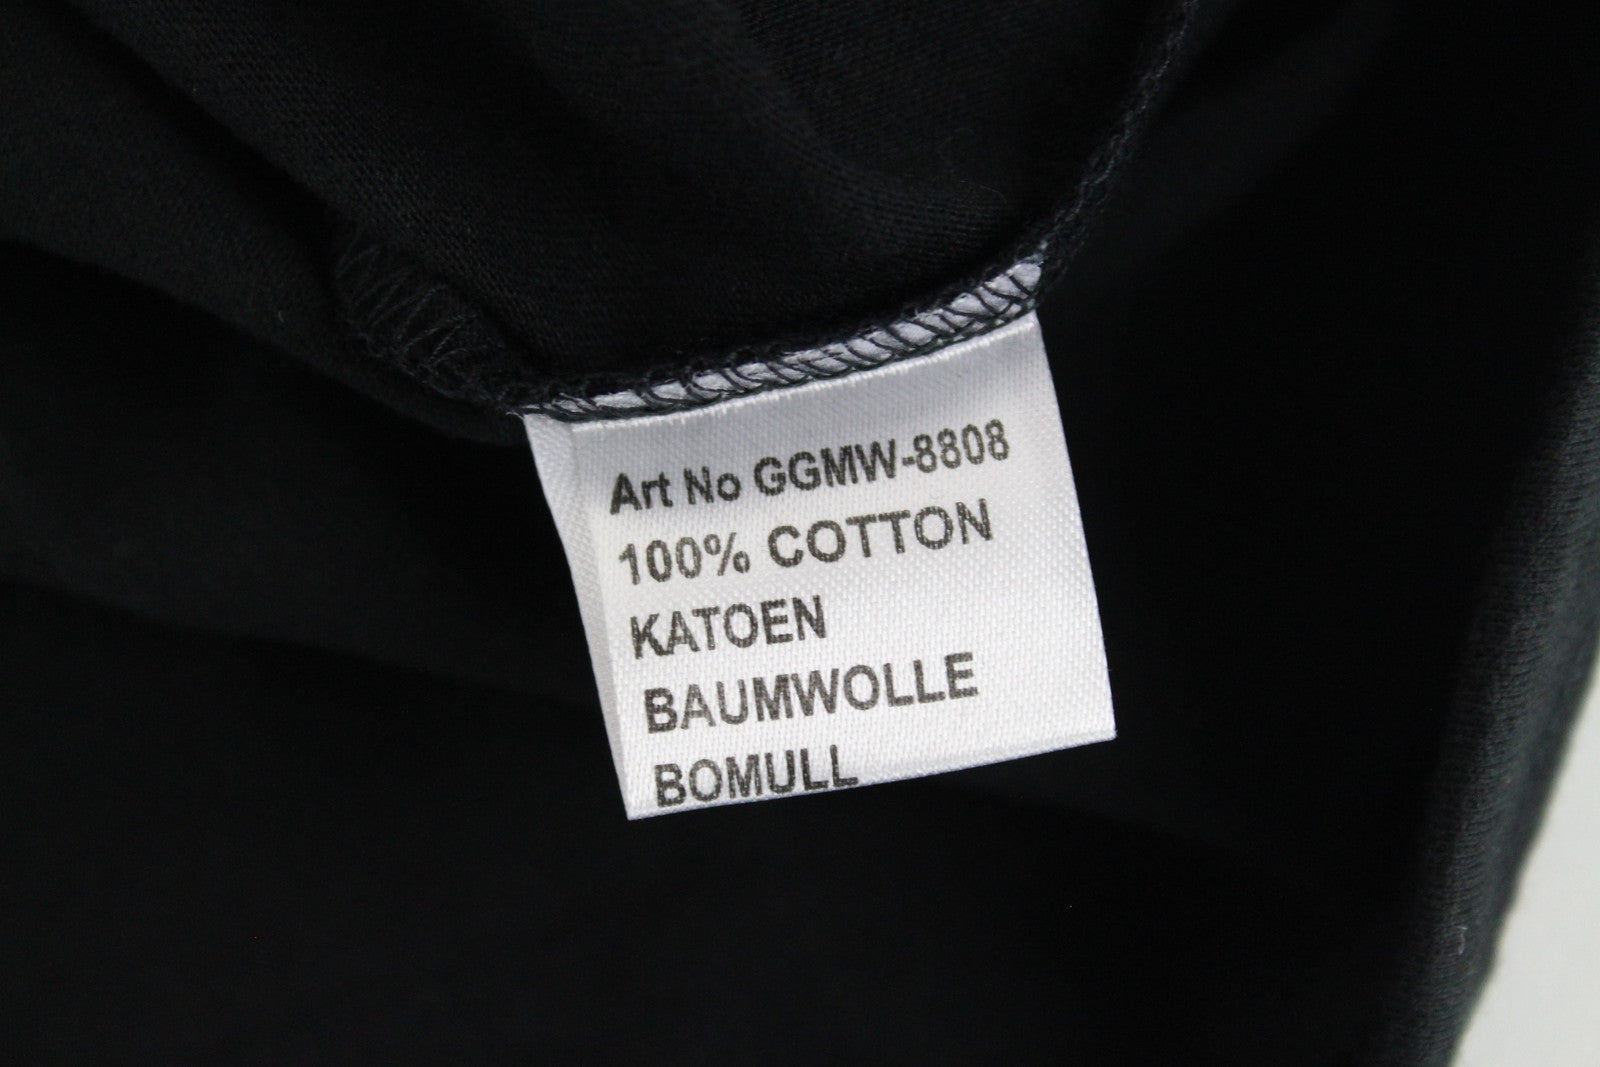 Art No GGMW-8808
100% COTTON
KATOEN
BAUMWOLLE
BOMULL